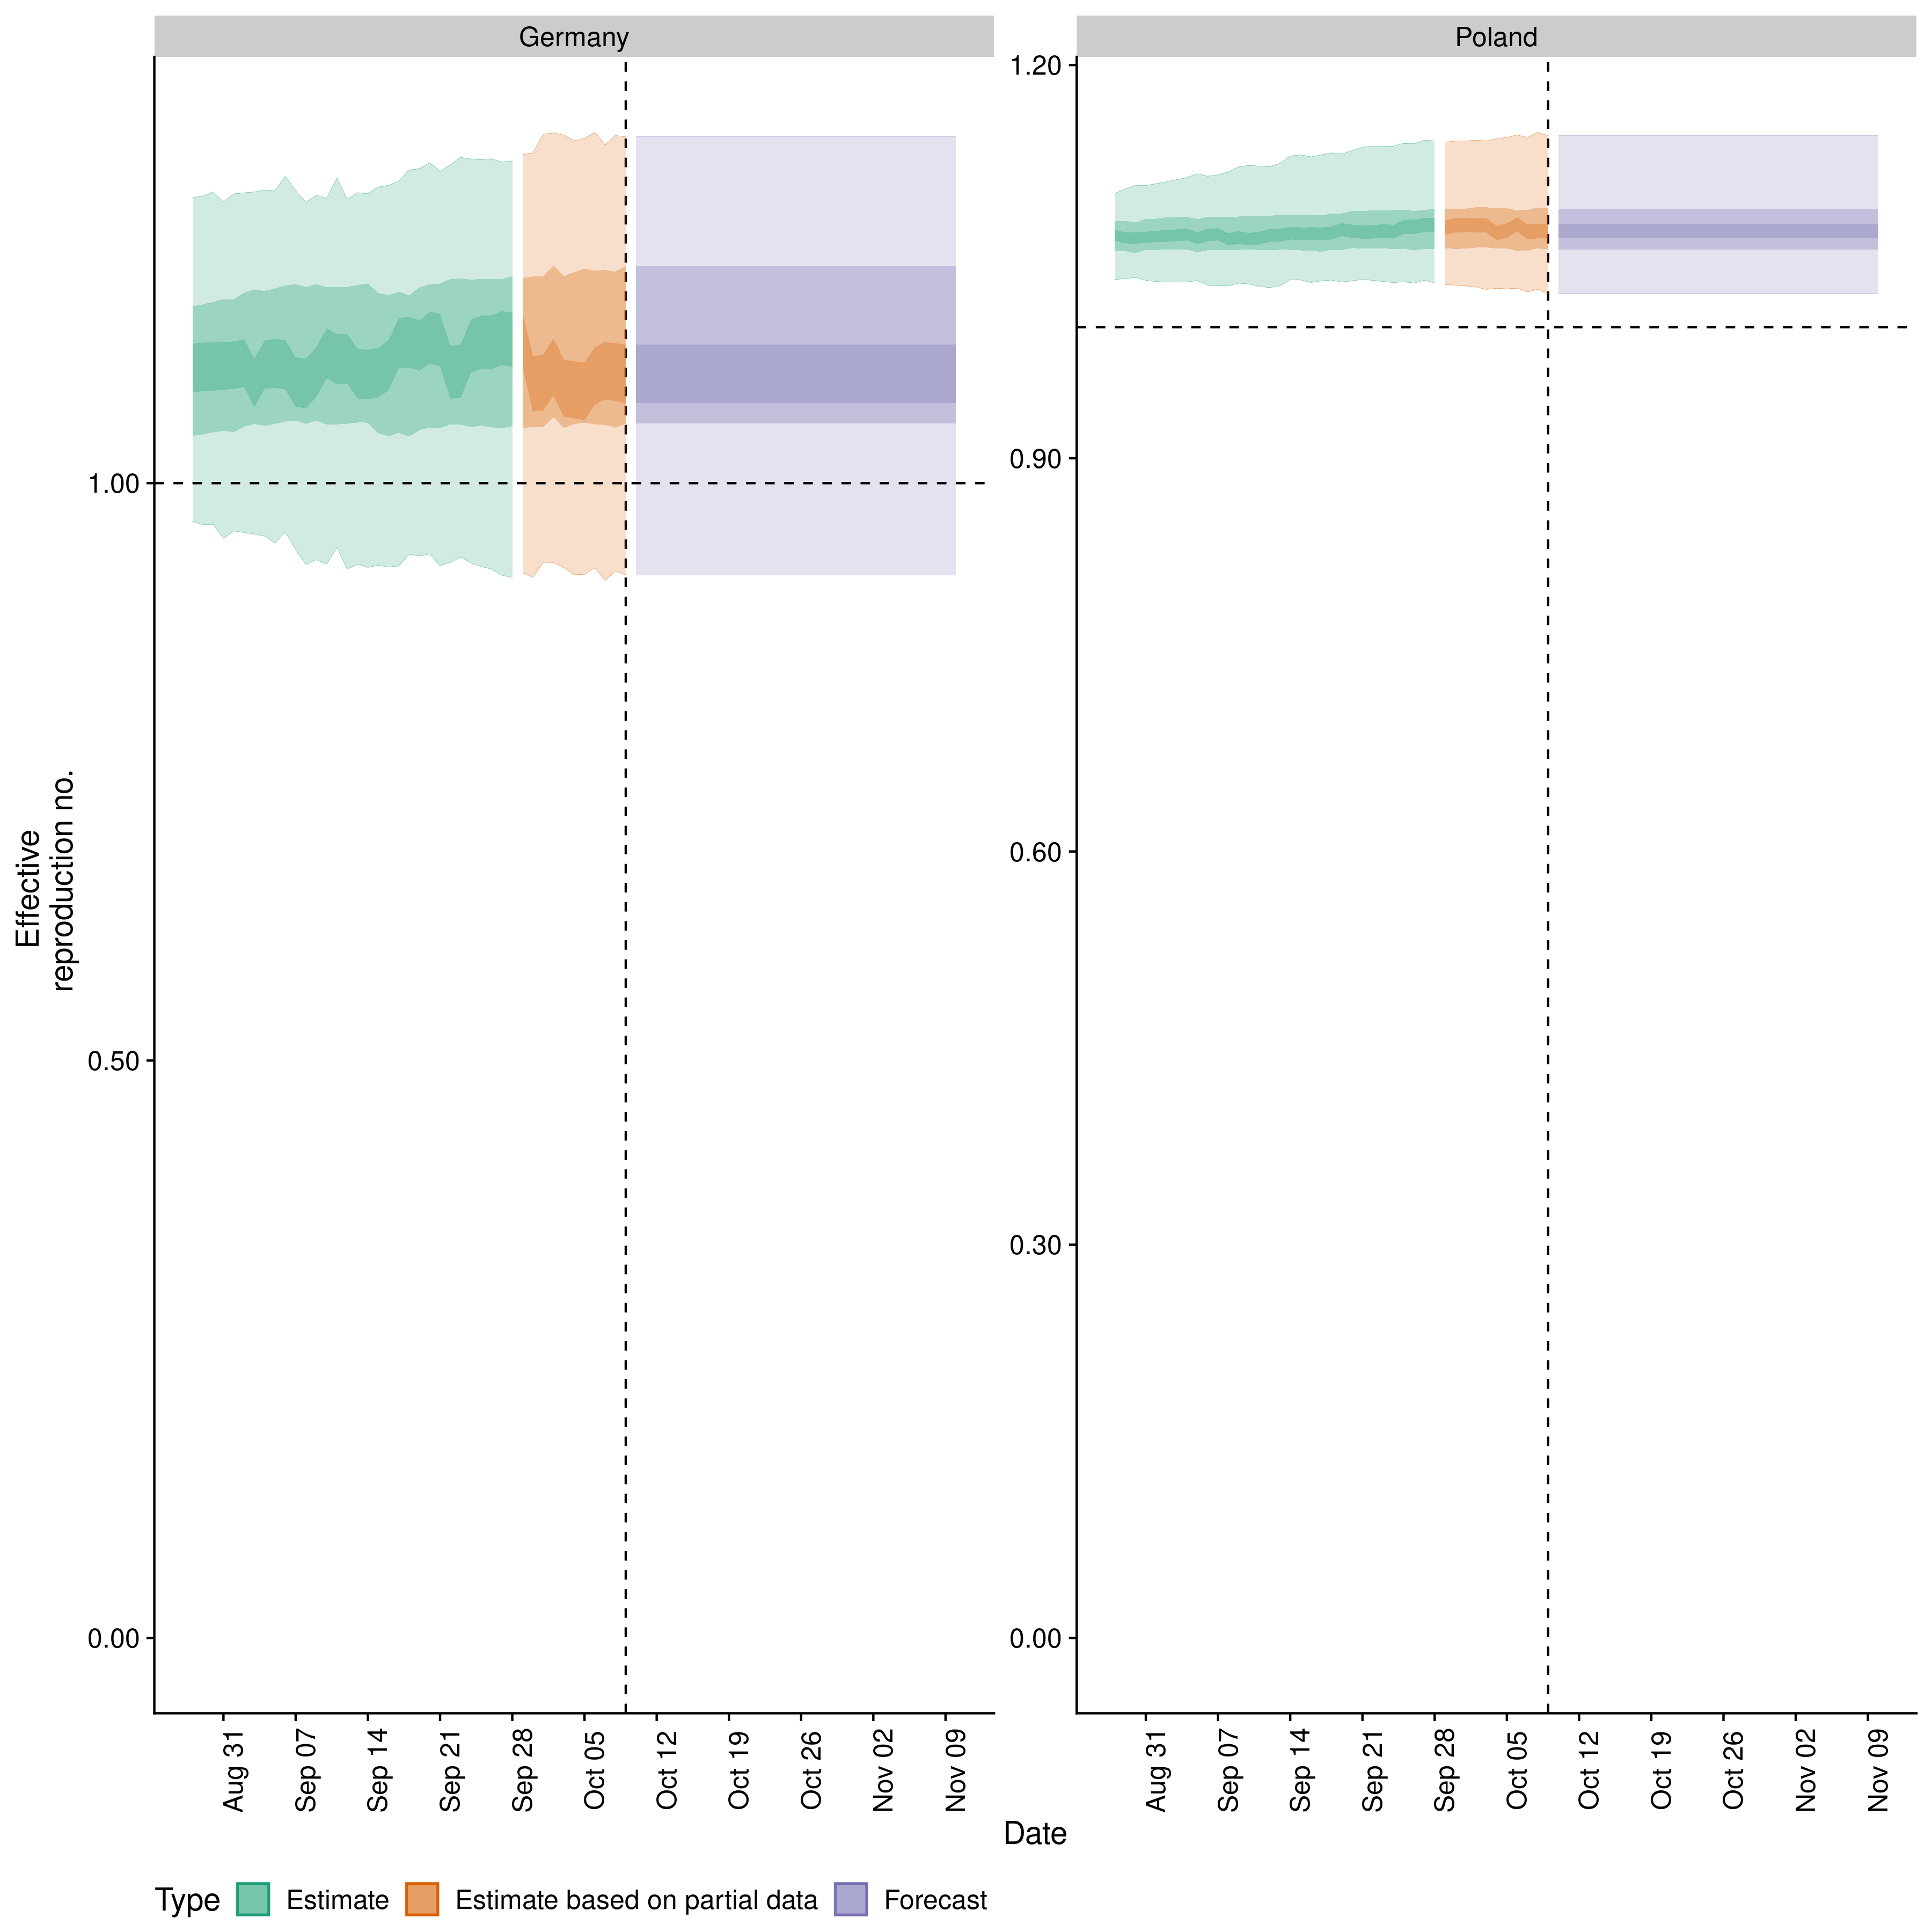 Germany
Poland
Effective
reproduction no.
1.00
0.50
0.00
1.20
0.90
0.60
0.30
0.00
Aug 31
Sep 07
Sep 14
Sep 21
Sep 28
Oct 05
Oct 12
Oct 19
Oct 26
Nov 02
Nov 09
Aug 31
Sep 07
Sep 14
Sep 21
Sep 28
Oct 05
Oct 12
Oct 19
Oct 26
Nov 02
Nov 09
Date
Type Estimate Estimate based on partial data Forecast